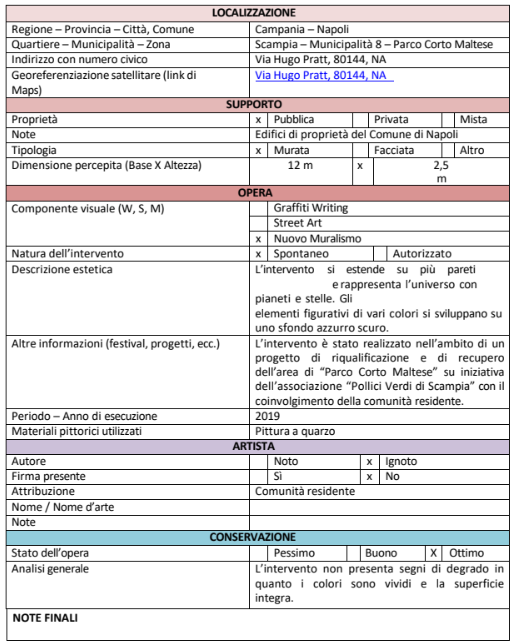 LOCALIZZAZIONE
Regione – Provincia – Città, Comune Campania – Napoli
Quartiere – Municipalità – Zona Scampia – Municipalità 8 – Parco Corto Maltese
Indirizzo con numero civico Via Hugo Pratt, 80144, NA
Georeferenziazione satellitare (link di Via Hugo Pratt, 80144, NA
Maps)
SUPPORTO
Proprietà x Pubblica Privata Mista
Note Edifici di proprietà del Comune di Napoli
Tipologia x Murata Facciata Altro
Dimensione percepita (Base X Altezza) 12 m x 2,5
m
OPERA
Componente visuale (W, S, M) Graffiti Writing
Street Art
x Nuovo Muralismo
Natura dell'intervento x Spontaneo Autorizzato
Descrizione estetica L'intervento si estende su più pareti
e rappresenta l'universo con
pianeti e stelle. Gli
elementi figurativi di vari colori si sviluppano su
uno sfondo azzurro scuro.
Altre informazioni (festival, progetti, ecc.) L'intervento è stato realizzato nell'ambito di un
progetto di riqualificazione e di recupero
dell'area di "Parco Corto Maltese" su iniziativa
dell'associazione "Pollici Verdi di Scampia" con il
coinvolgimento della comunità residente.
Periodo – Anno di esecuzione 2019
Materiali pittorici utilizzati Pittura a quarzo
ARTISTA
Autore Noto x Ignoto
Firma presente Sì x No
Attribuzione Comunità residente
Nome / Nome d'arte
Note
CONSERVAZIONE
Stato dell'opera Pessimo Buono X Ottimo
Analisi generale L'intervento non presenta segni di degrado in
quanto i colori sono vividi e la superficie
integra.
NOTE FINALI